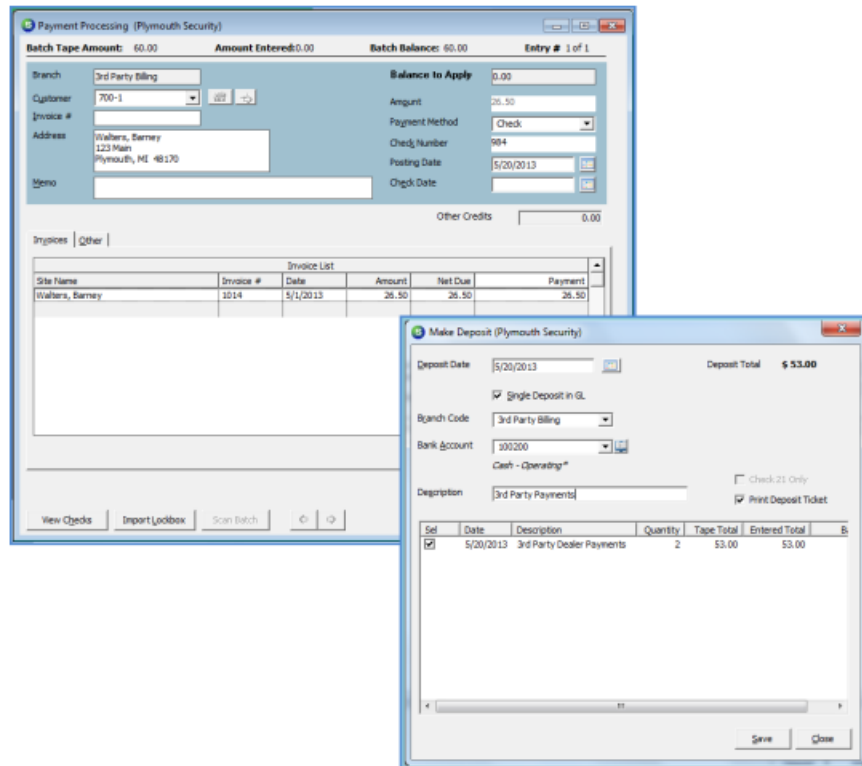 Payment Processing (Plymouth Security)
Batch Tape Amount: 60.00 Amount Entered:0.00 Batch Balance: 60.00 Entry # 1 of 1
Branch 3rd Party Billing Balance to Apply 0.00
Customer 700-1 Amount 26.50
Invoice # Payment Method Check
Address Walters, Barney Check Number 984
123 Main
Plymouth, MI 48170 Posting Date 5/20/2013
Memo Check Date
Other Credits 0.00
Invoices Other
Invoice List
Site Name Invoice # Date Amount Net Due Payment
Walters, Barney 1014 5/1/2013 26.50 26.50 26.50
View Checks Import Lockbox Scan Batch
Make Deposit (Plymouth Security)
Deposit Date 5/20/2013 Deposit Total $ 53.00
Single Deposit in GL
Branch Code 3rd Party Billing
Bank Account 100200
Cash - Operating*
Check 21 Only
Description 3rd Party Payments Print Deposit Ticket
Sel Date Description Quantity Tape Total Entered Total
5/20/2013 3rd Party Dealer Payments 2 53.00 53.00
Save Close